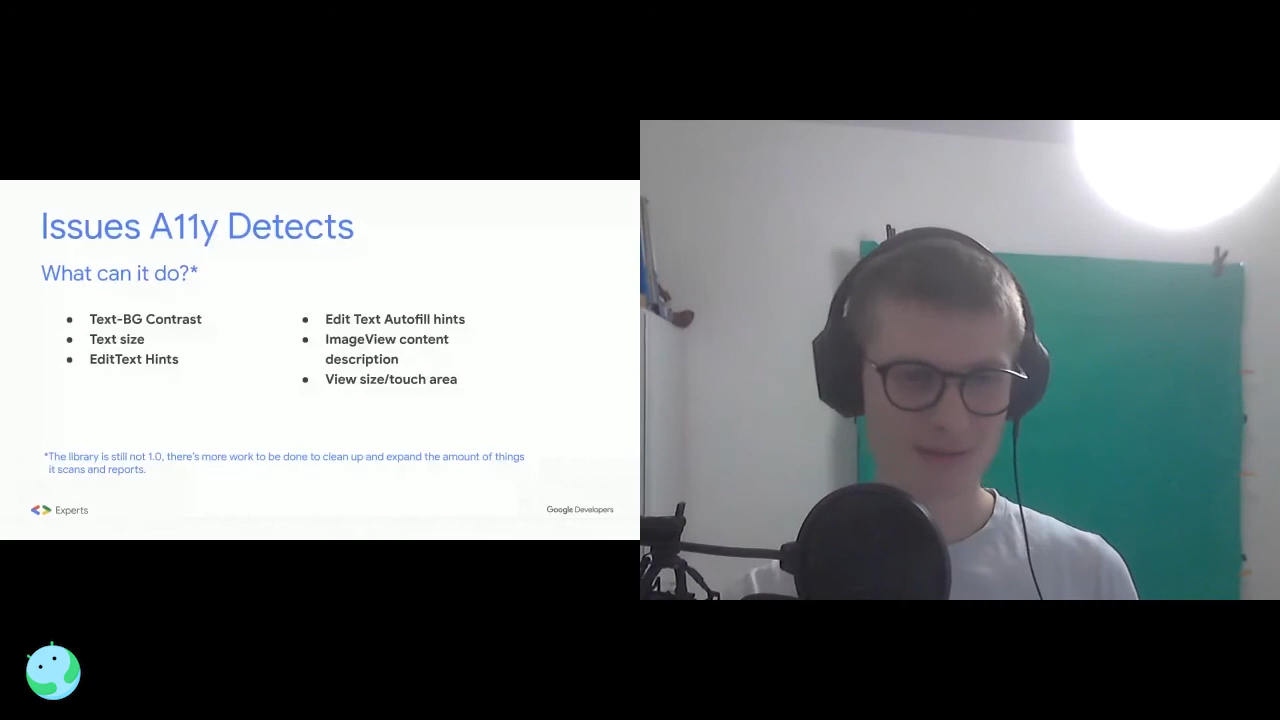 Issues A11y Detects
What can it do?*
● Text-BG Contrast
● Text size
● EditText Hints
● Edit Text Autofill hints
● ImageView content
description
● View size/touch area
*The library is still not 1.0, there's more work to be done to clean up and expand the amount of things
it scans and reports.
Experts
Google Developers